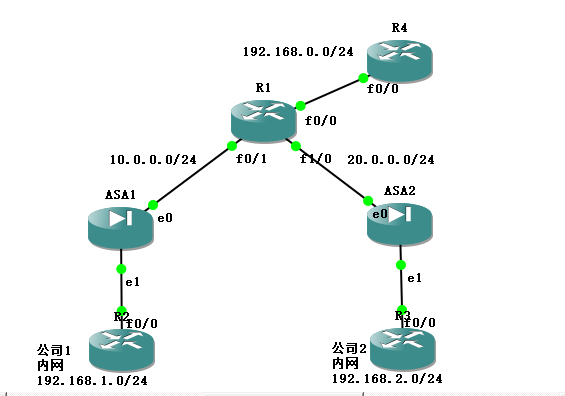 R4
192.168.0.0/24
f0/0
R1
f0/0
f0/1
f1/0
10.0.0.0/24
20.0.0.0/24
ASA1
e0
ASA2
e0
e1
e1
R2
f0/0
R3
f0/0
公司1
内网
192.168.1.0/24
公司2
内网
192.168.2.0/24